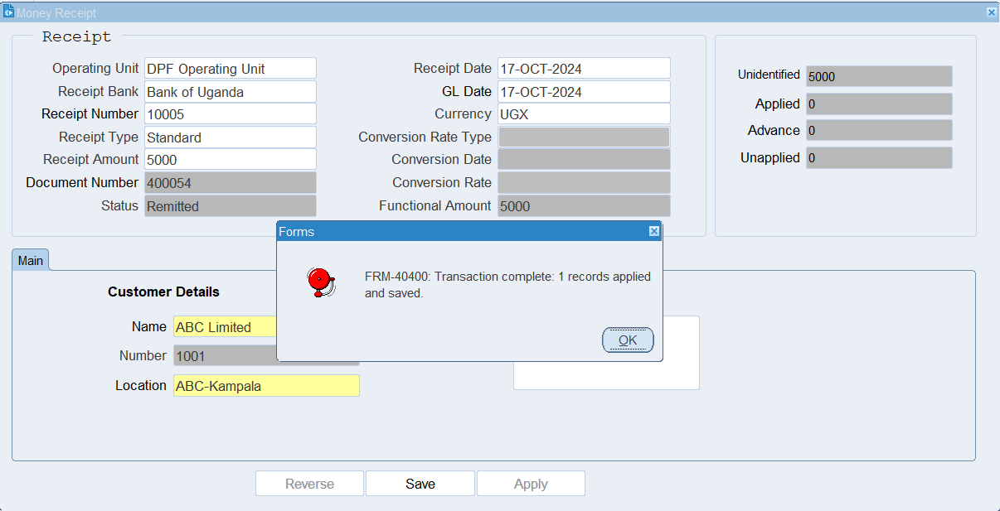 Money Receipt
Receipt
Operating Unit DPF Operating Unit
Receipt Bank Bank of Uganda
Receipt Number 10005
Receipt Type Standard
Receipt Amount 5000
Document Number 400054
Status Remitted
Receipt Date 17-OCT-2024
GL Date 17-OCT-2024
Currency UGX
Conversion Rate Type
Conversion Date
Conversion Rate
Functional Amount 5000
Unidentified 5000
Applied 0
Advance 0
Unapplied 0
Forms
FRM-40400: Transaction complete: 1 records applied
and saved.
OK
Main
Customer Details
Name ABC Limited
Number 1001
Location ABC-Kampala
Reverse Save Apply